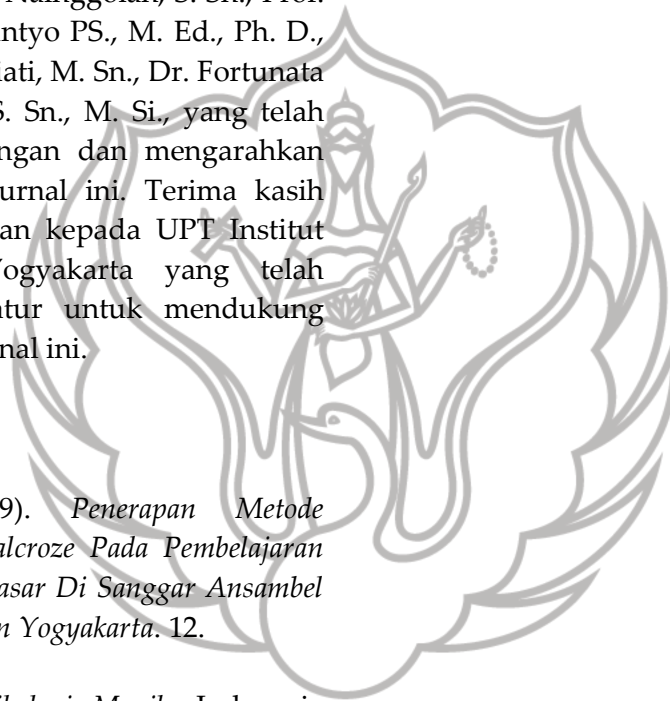 Nainggolan, S. Sn., Prof.
ntyo PS., M. Ed., Ph. D.,
iati, M. Sn., Dr. Fortunata
S. Sn., M. Si., yang telah
ngan dan mengarahkan
urnal ini. Terima kasih
an kepada UPT Institut
Yogyakarta yang telah
atur untuk mendukung
nal ini.
9). Penerapan Metode
alcroze Pada Pembelajaran
asar Di Sanggar Ansambel
n Yogyakarta. 12.